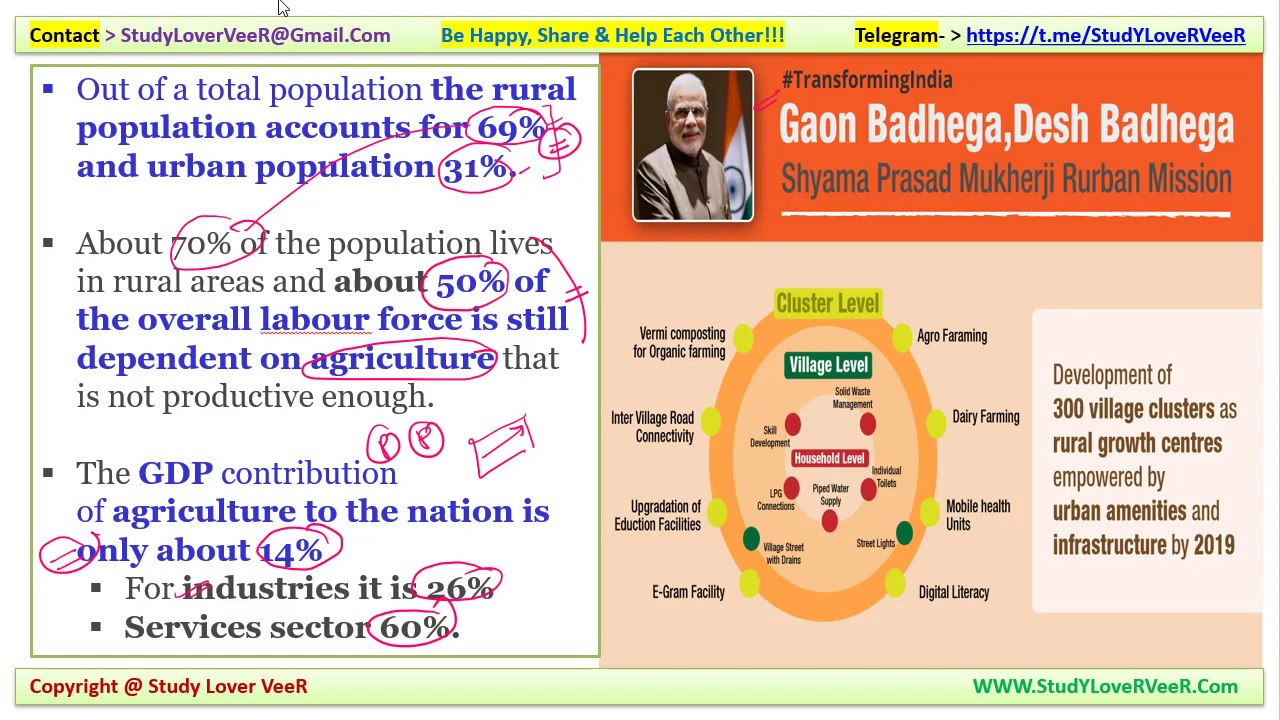 Contact > StudyLoverVeeR@Gmail.Com
Be Happy, Share & Help Each Other!!!
Telegram- > https://t.me/StudYLoveRVeeR
Out of a total population the rural
population accounts for 69%
and urban population 31%.
About 70% of the population lives
in rural areas and about 50% of
the overall labour force is still
dependent on agriculture that
is not productive enough.
The GDP contribution
of agriculture to the nation is
only about 14%
For industries it is 26%
Services sector 60%.
P P
#TransformingIndia
Gaon Badhega,Desh Badhega
Shyama Prasad Mukherji Rurban Mission
Cluster Level
Vermi composting
for Organic farming
Agro Faraming
Village Level
Solid Waste
Management
Inter Village Road
Connectivity
Skill
Development
Dairy Farming
Household Level
LPG
Connections
Piped Water
Supply
Individual
Toilets
Upgradation of
Eduction Facilities
Mobile health
Units
Village Street
with Drains
Street Lights
E-Gram Facility
Digital Literacy
Development of
300 village clusters as
rural growth centres
empowered by
urban amenities and
infrastructure by 2019
Copyright @ Study Lover VeeR
WWW.StudYLoveRVeeR.Com